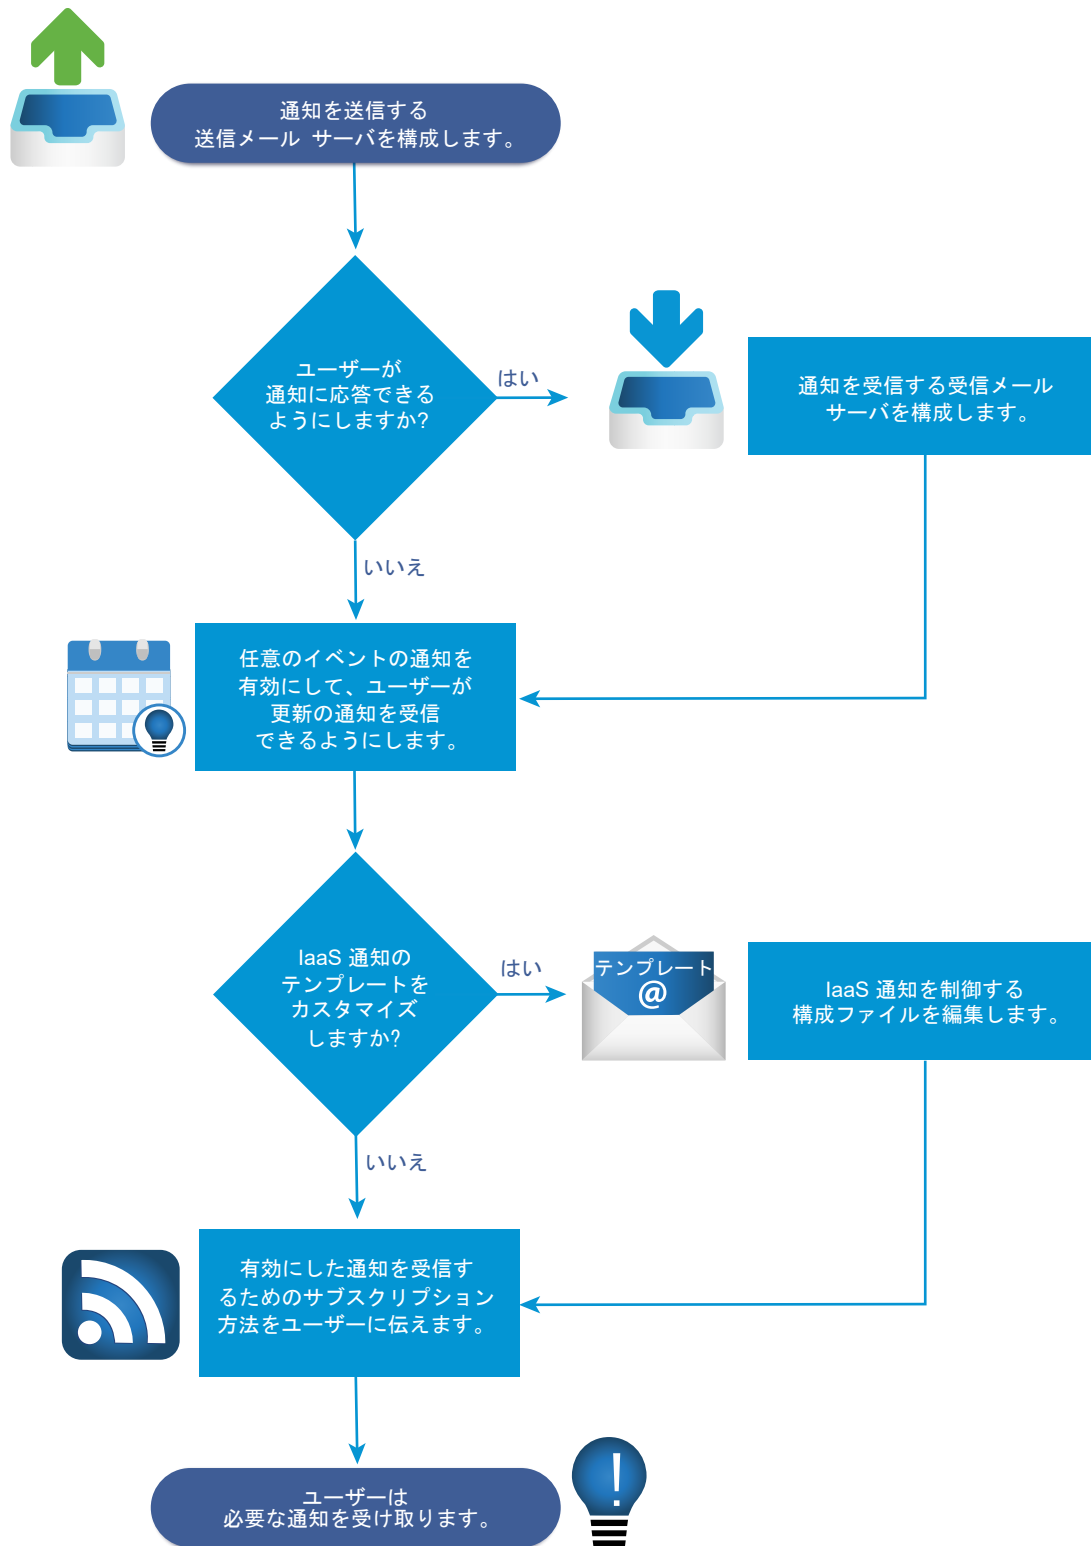 通知を送信する
送信メール サーバを構成します。
ユーザーが
通知に応答できる
ようにしますか?
はい
通知を受信する受信メール
サーバを構成します。
いいえ
任意のイベントの通知を
有効にして、ユーザーが
更新の通知を受信
できるようにします。
IaaS 通知の
テンプレートを
カスタマイズ
しますか?
はい
テンプレート
@
IaaS 通知を制御する
構成ファイルを編集します。
いいえ
有効にした通知を受信す
るためのサブスクリプション
方法をユーザーに伝えます。
ユーザーは
必要な通知を受け取ります。
!